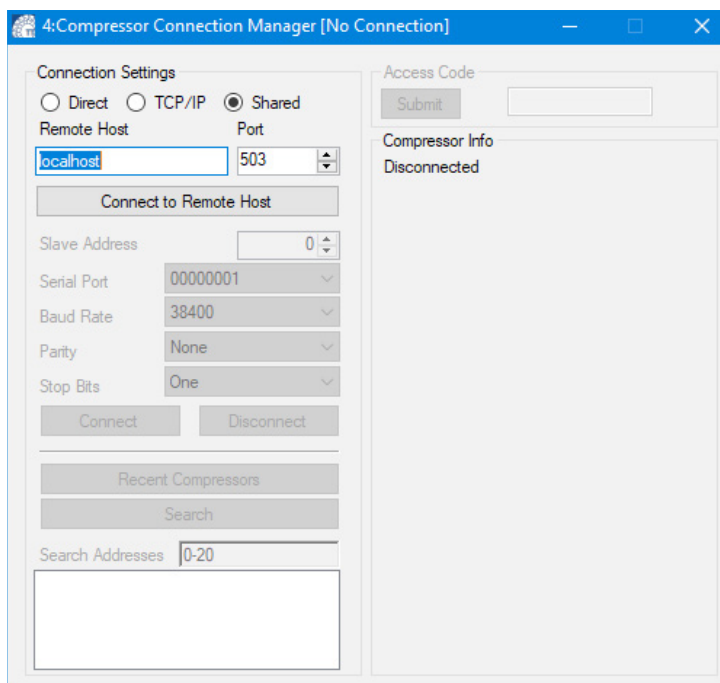 4:Compressor Connection Manager [No Connection]
Connection Settings
Direct TCP/IP Shared
Remote Host Port
localhost 503
Connect to Remote Host
Slave Address 0
Serial Port 00000001
Baud Rate 38400
Parity None
Stop Bits One
Connect Disconnect
Recent Compressors
Search
Search Addresses 0-20
Access Code
Submit
Compressor Info
Disconnected